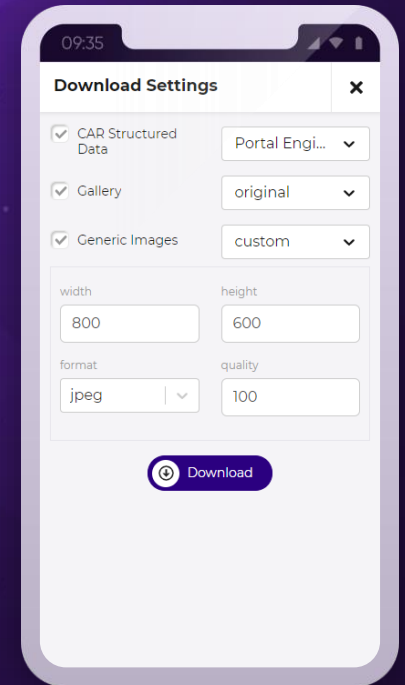 09:35
Download Settings
CAR Structured
Data
Portal Engi...
Gallery
original
Generic Images
custom
width
height
800
600
format
quality
jpeg
100
Download